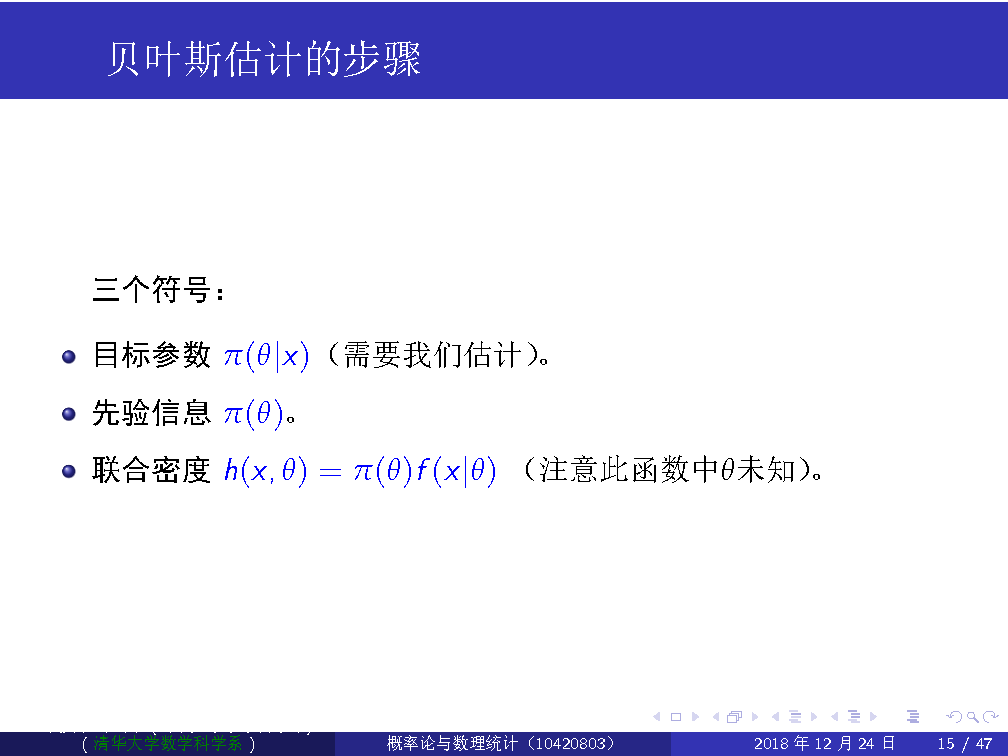 贝叶斯估计的步骤
三个符号：
目标参数 π(θ|x)（需要我们估计）。
先验信息 π(θ)。
联合密度 h(x, θ) = π(θ)f(x|θ) （注意此函数中θ未知）。
( 清华大学数学科学系 ) 概率论与数理统计（10420803） 2018 年 12 月 24 日 15 / 47